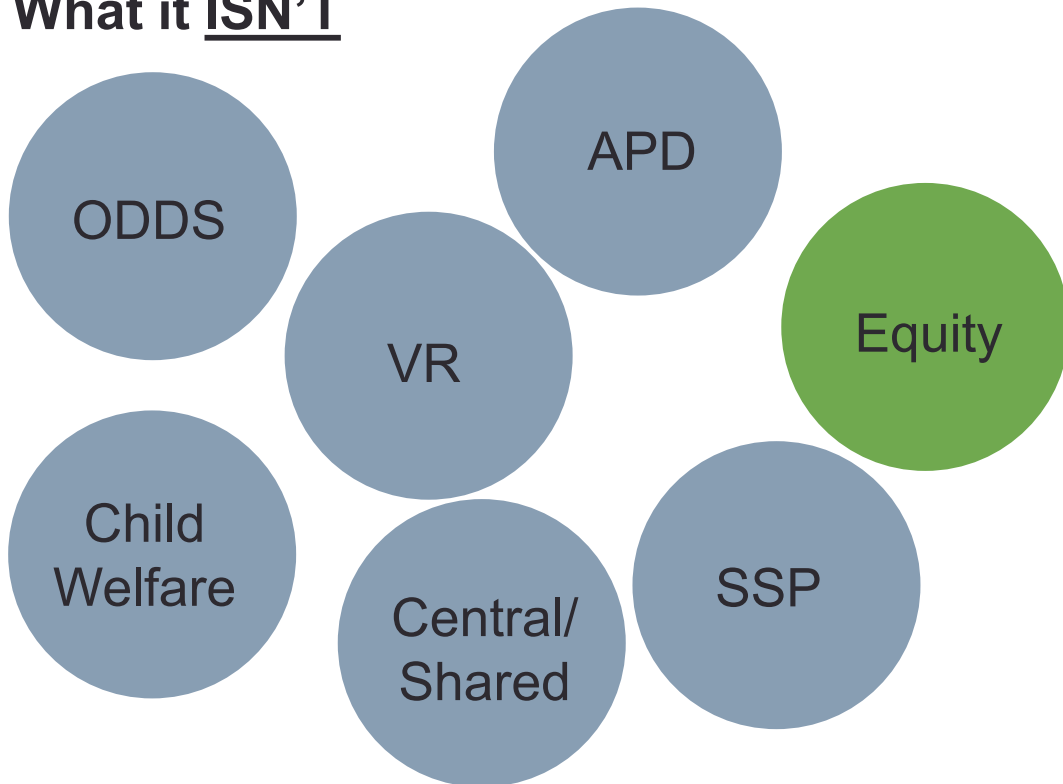 What it ISN'T
APD
ODDS
Equity
VR
Child
Welfare
SSP
Central/
Shared